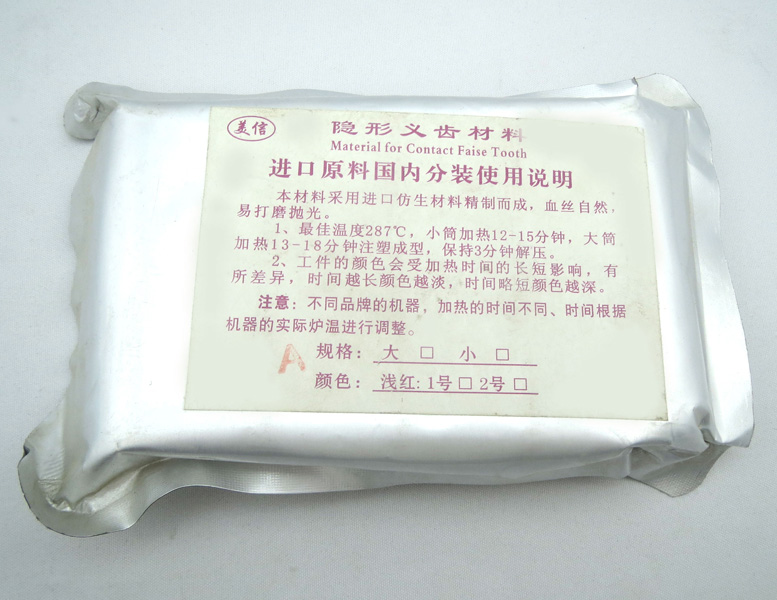 美信
隐形义齿材料
Material for Contact Faise Tooth
进口原料国内分装使用说明
本材料采用进口仿生材料精制而成，血丝自然，
易打磨抛光。
1、最佳温度287℃，小筒加热12-15分钟，大筒
加热13-18分钟注塑成型，保持3分钟解压。
2、工件的颜色会受加热时间的长短影响，有
所差异，时间越长颜色越淡，时间略短颜色越深。
注意：不同品牌的机器，加热的时间不同、时间根据
机器的实际炉温进行调整。
A 规格：大 □ 小 □
颜色：浅红:1号□2号□